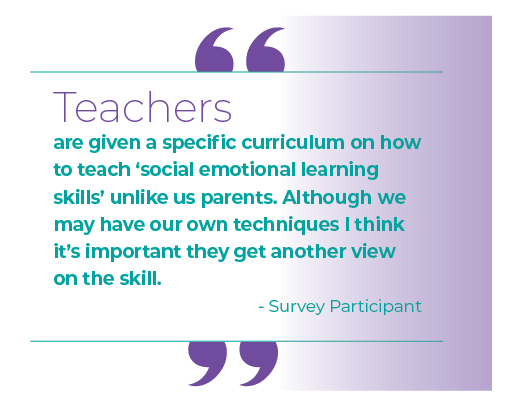 Teachers
are given a specific curriculum on how
to teach ‘social emotional learning
skills’ unlike us parents. Although we
may have our own techniques I think
it’s important they get another view
on the skill.
- Survey Participant